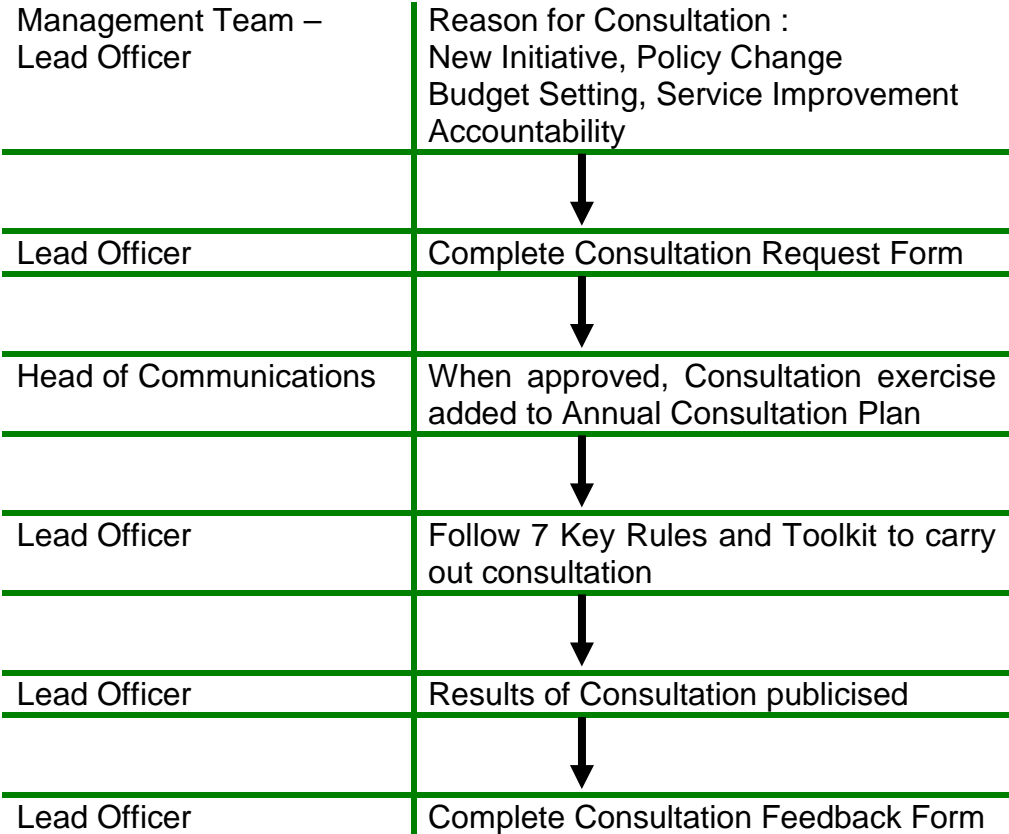 Management Team –
Lead Officer
Reason for Consultation :
New Initiative, Policy Change
Budget Setting, Service Improvement
Accountability
Lead Officer
Complete Consultation Request Form
Head of Communications
When approved, Consultation exercise
added to Annual Consultation Plan
Lead Officer
Follow 7 Key Rules and Toolkit to carry
out consultation
Lead Officer
Results of Consultation publicised
Lead Officer
Complete Consultation Feedback Form